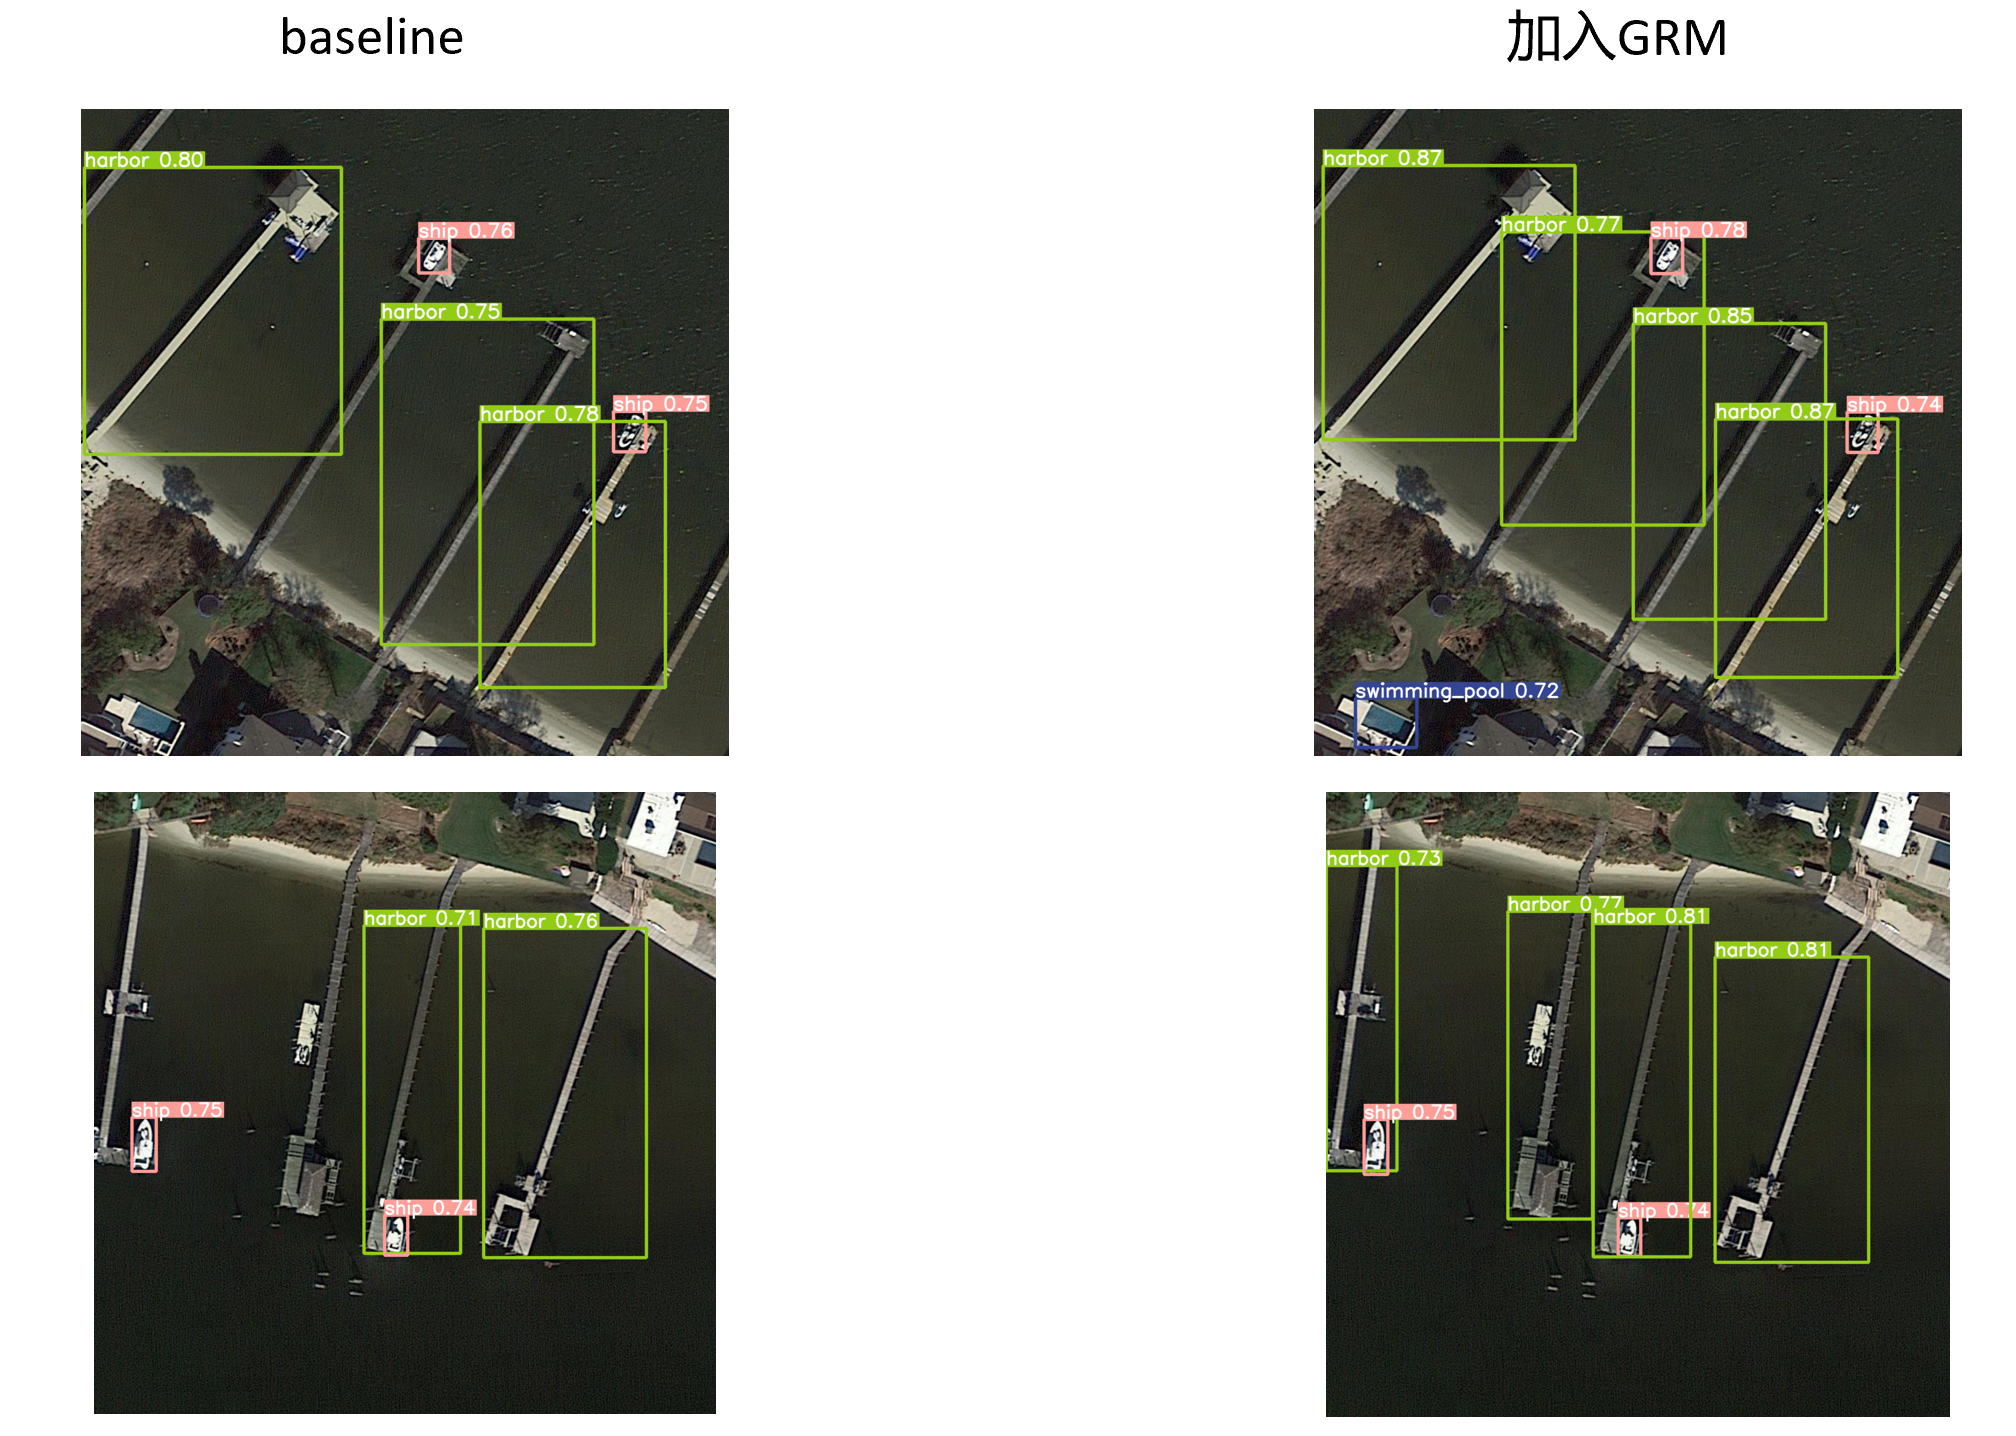 baseline
加入GRM
harbor 0.80
ship 0.76
harbor 0.75
harbor 0.78
ship 0.75
harbor 0.87
harbor 0.77
ship 0.78
harbor 0.85
harbor 0.87
ship 0.74
swimming_pool 0.72
harbor 0.71
harbor 0.76
ship 0.75
ship 0.74
harbor 0.73
harbor 0.77
harbor 0.81
harbor 0.81
ship 0.75
ship 0.74